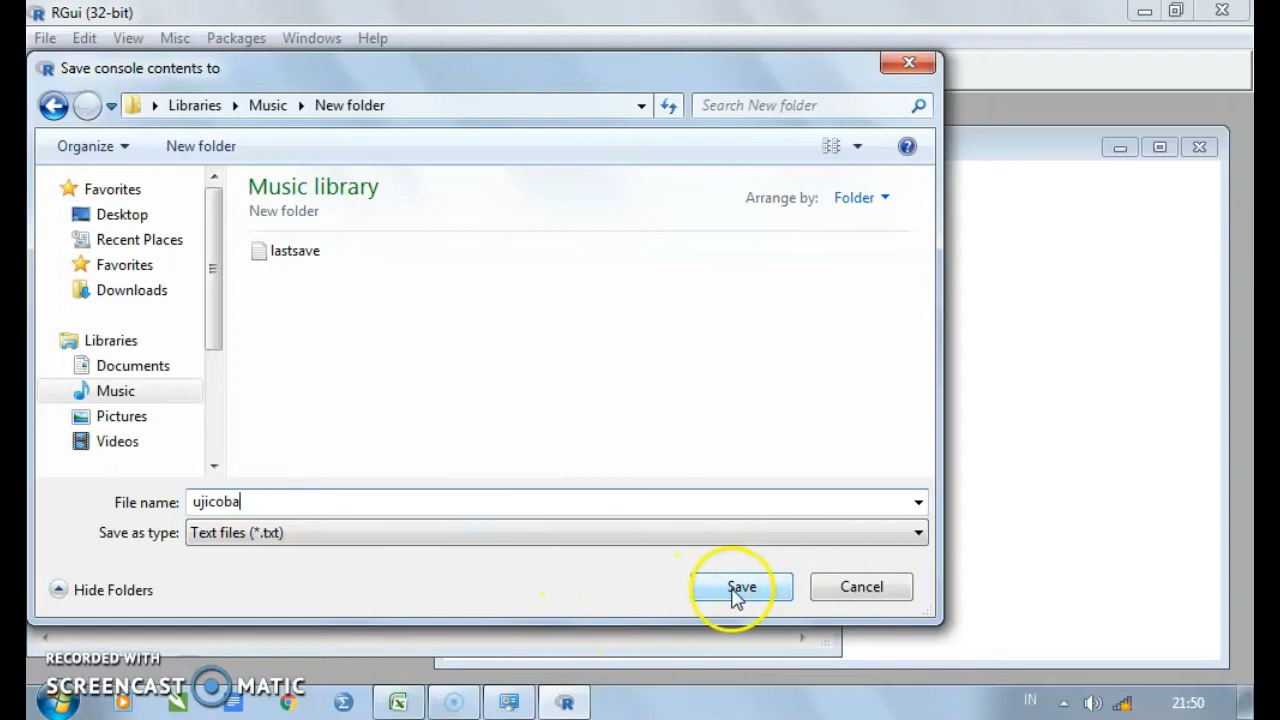 RGui (32-bit)
File Edit View Misc Packages Windows Help
Save console contents to
Libraries Music New folder
Search New folder
Organize New folder
Favorites
Desktop
Recent Places
Favorites
Downloads
Libraries
Documents
Music
Pictures
Videos
Music library
New folder
Arrange by: Folder
lastsave
File name: ujicoba
Save as type: Text files (*.txt)
Hide Folders
Save Cancel
RECORDED WITH
SCREENCAST MATIC
IN 21:50